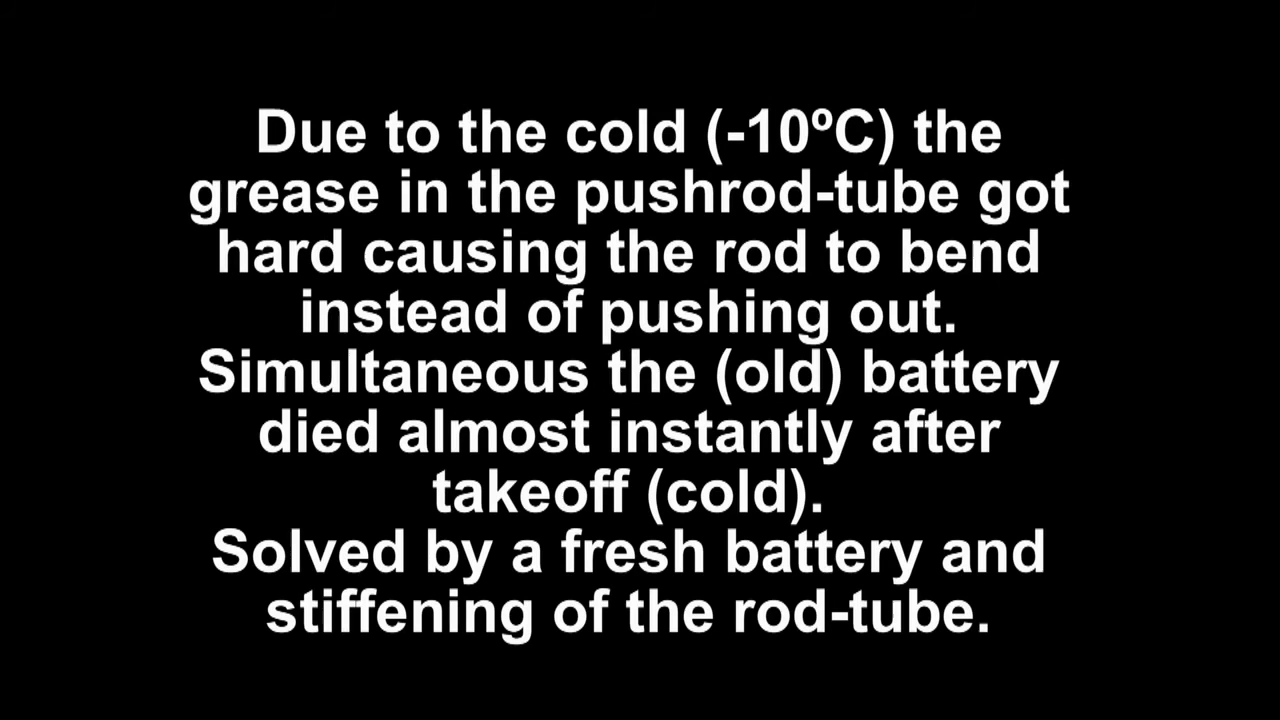 Due to the cold (-10ºC) the
grease in the pushrod-tube got
hard causing the rod to bend
instead of pushing out.
Simultaneous the (old) battery
died almost instantly after
takeoff (cold).
Solved by a fresh battery and
stiffening of the rod-tube.